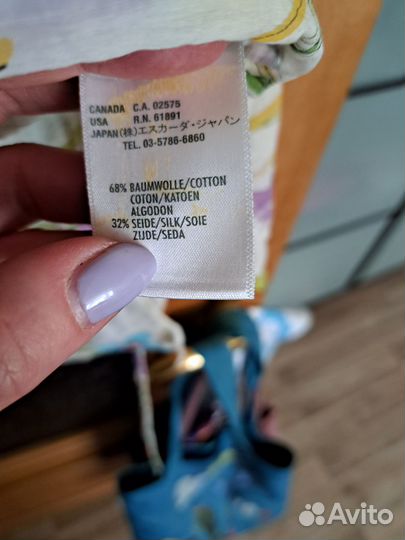 CANADA C.A. 02575
USA R.N. 61891
JAPAN(株)エスカーダ・ジャパン
TEL. 03-5786-6860
68% BAUMWOLLE/COTTON
COTON/KATOEN
ALGODON
32% SEIDE/SILK/SOIE
ZIJDE/SEDA
Avito